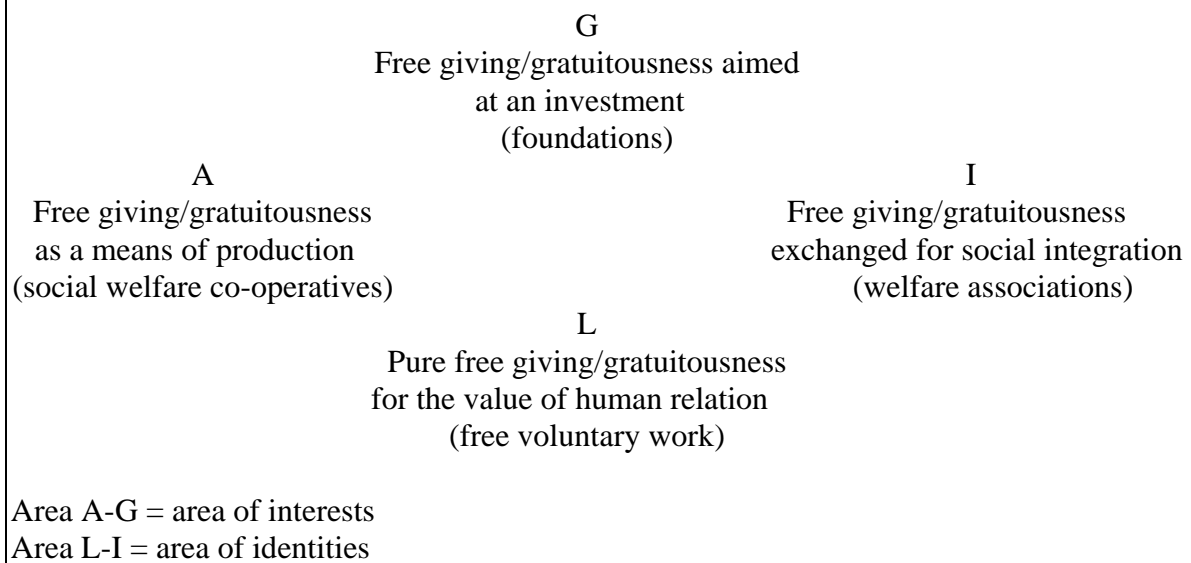 G
Free giving/gratuitousness aimed
at an investment
(foundations)
A I
Free giving/gratuitousness Free giving/gratuitousness
as a means of production exchanged for social integration
(social welfare co-operatives) (welfare associations)
L
Pure free giving/gratuitousness
for the value of human relation
(free voluntary work)
Area A-G = area of interests
Area L-I = area of identities